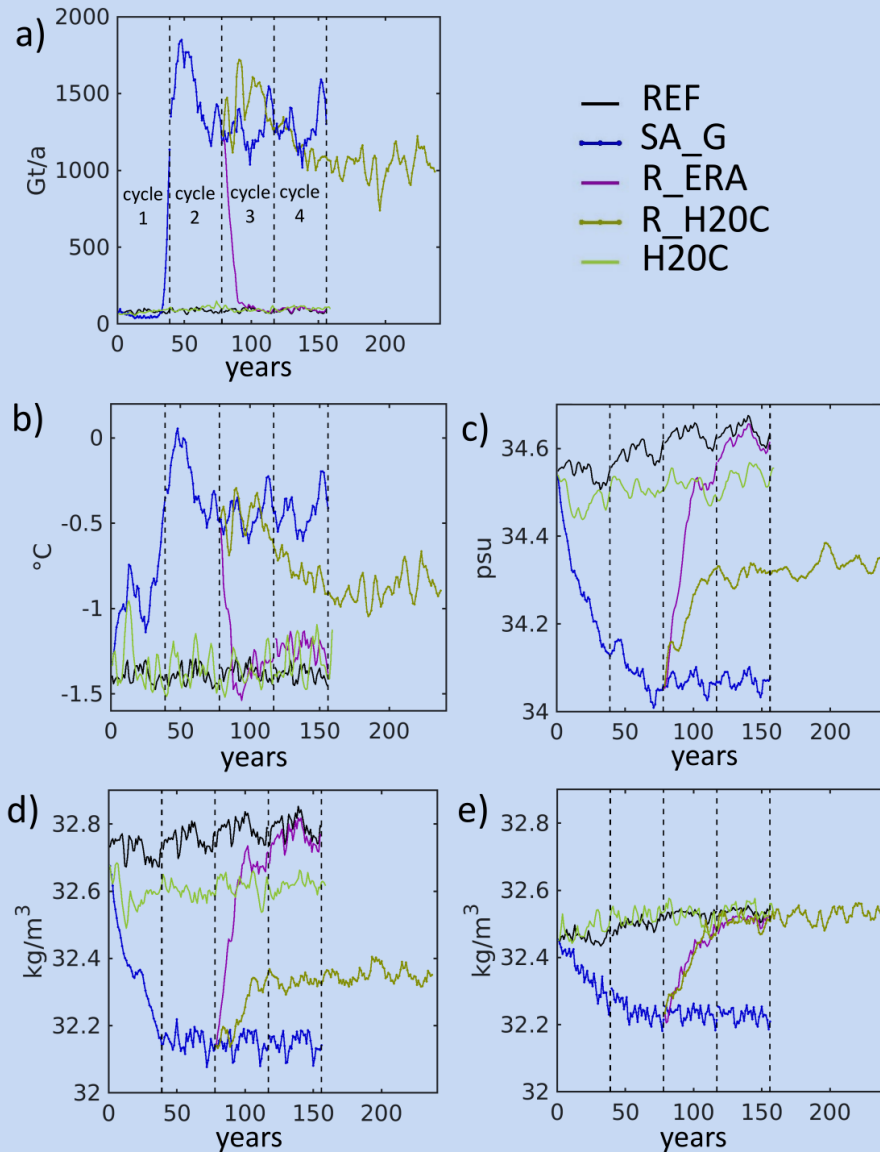 a)
2000
1500
1000
500
0
Gt/a
cycle
1
cycle
2
cycle
3
cycle
4
0
50
100
150
200
years
REF
SA_G
R_ERA
R_H20C
H20C
b)
0
-0.5
-1
-1.5
°C
0
50
100
150
200
years
c)
34.6
34.4
34.2
34
psu
0
50
100
150
200
years
d)
32.8
32.6
32.4
32.2
32
kg/m³
0
50
100
150
200
years
e)
32.8
32.6
32.4
32.2
32
kg/m³
0
50
100
150
200
years